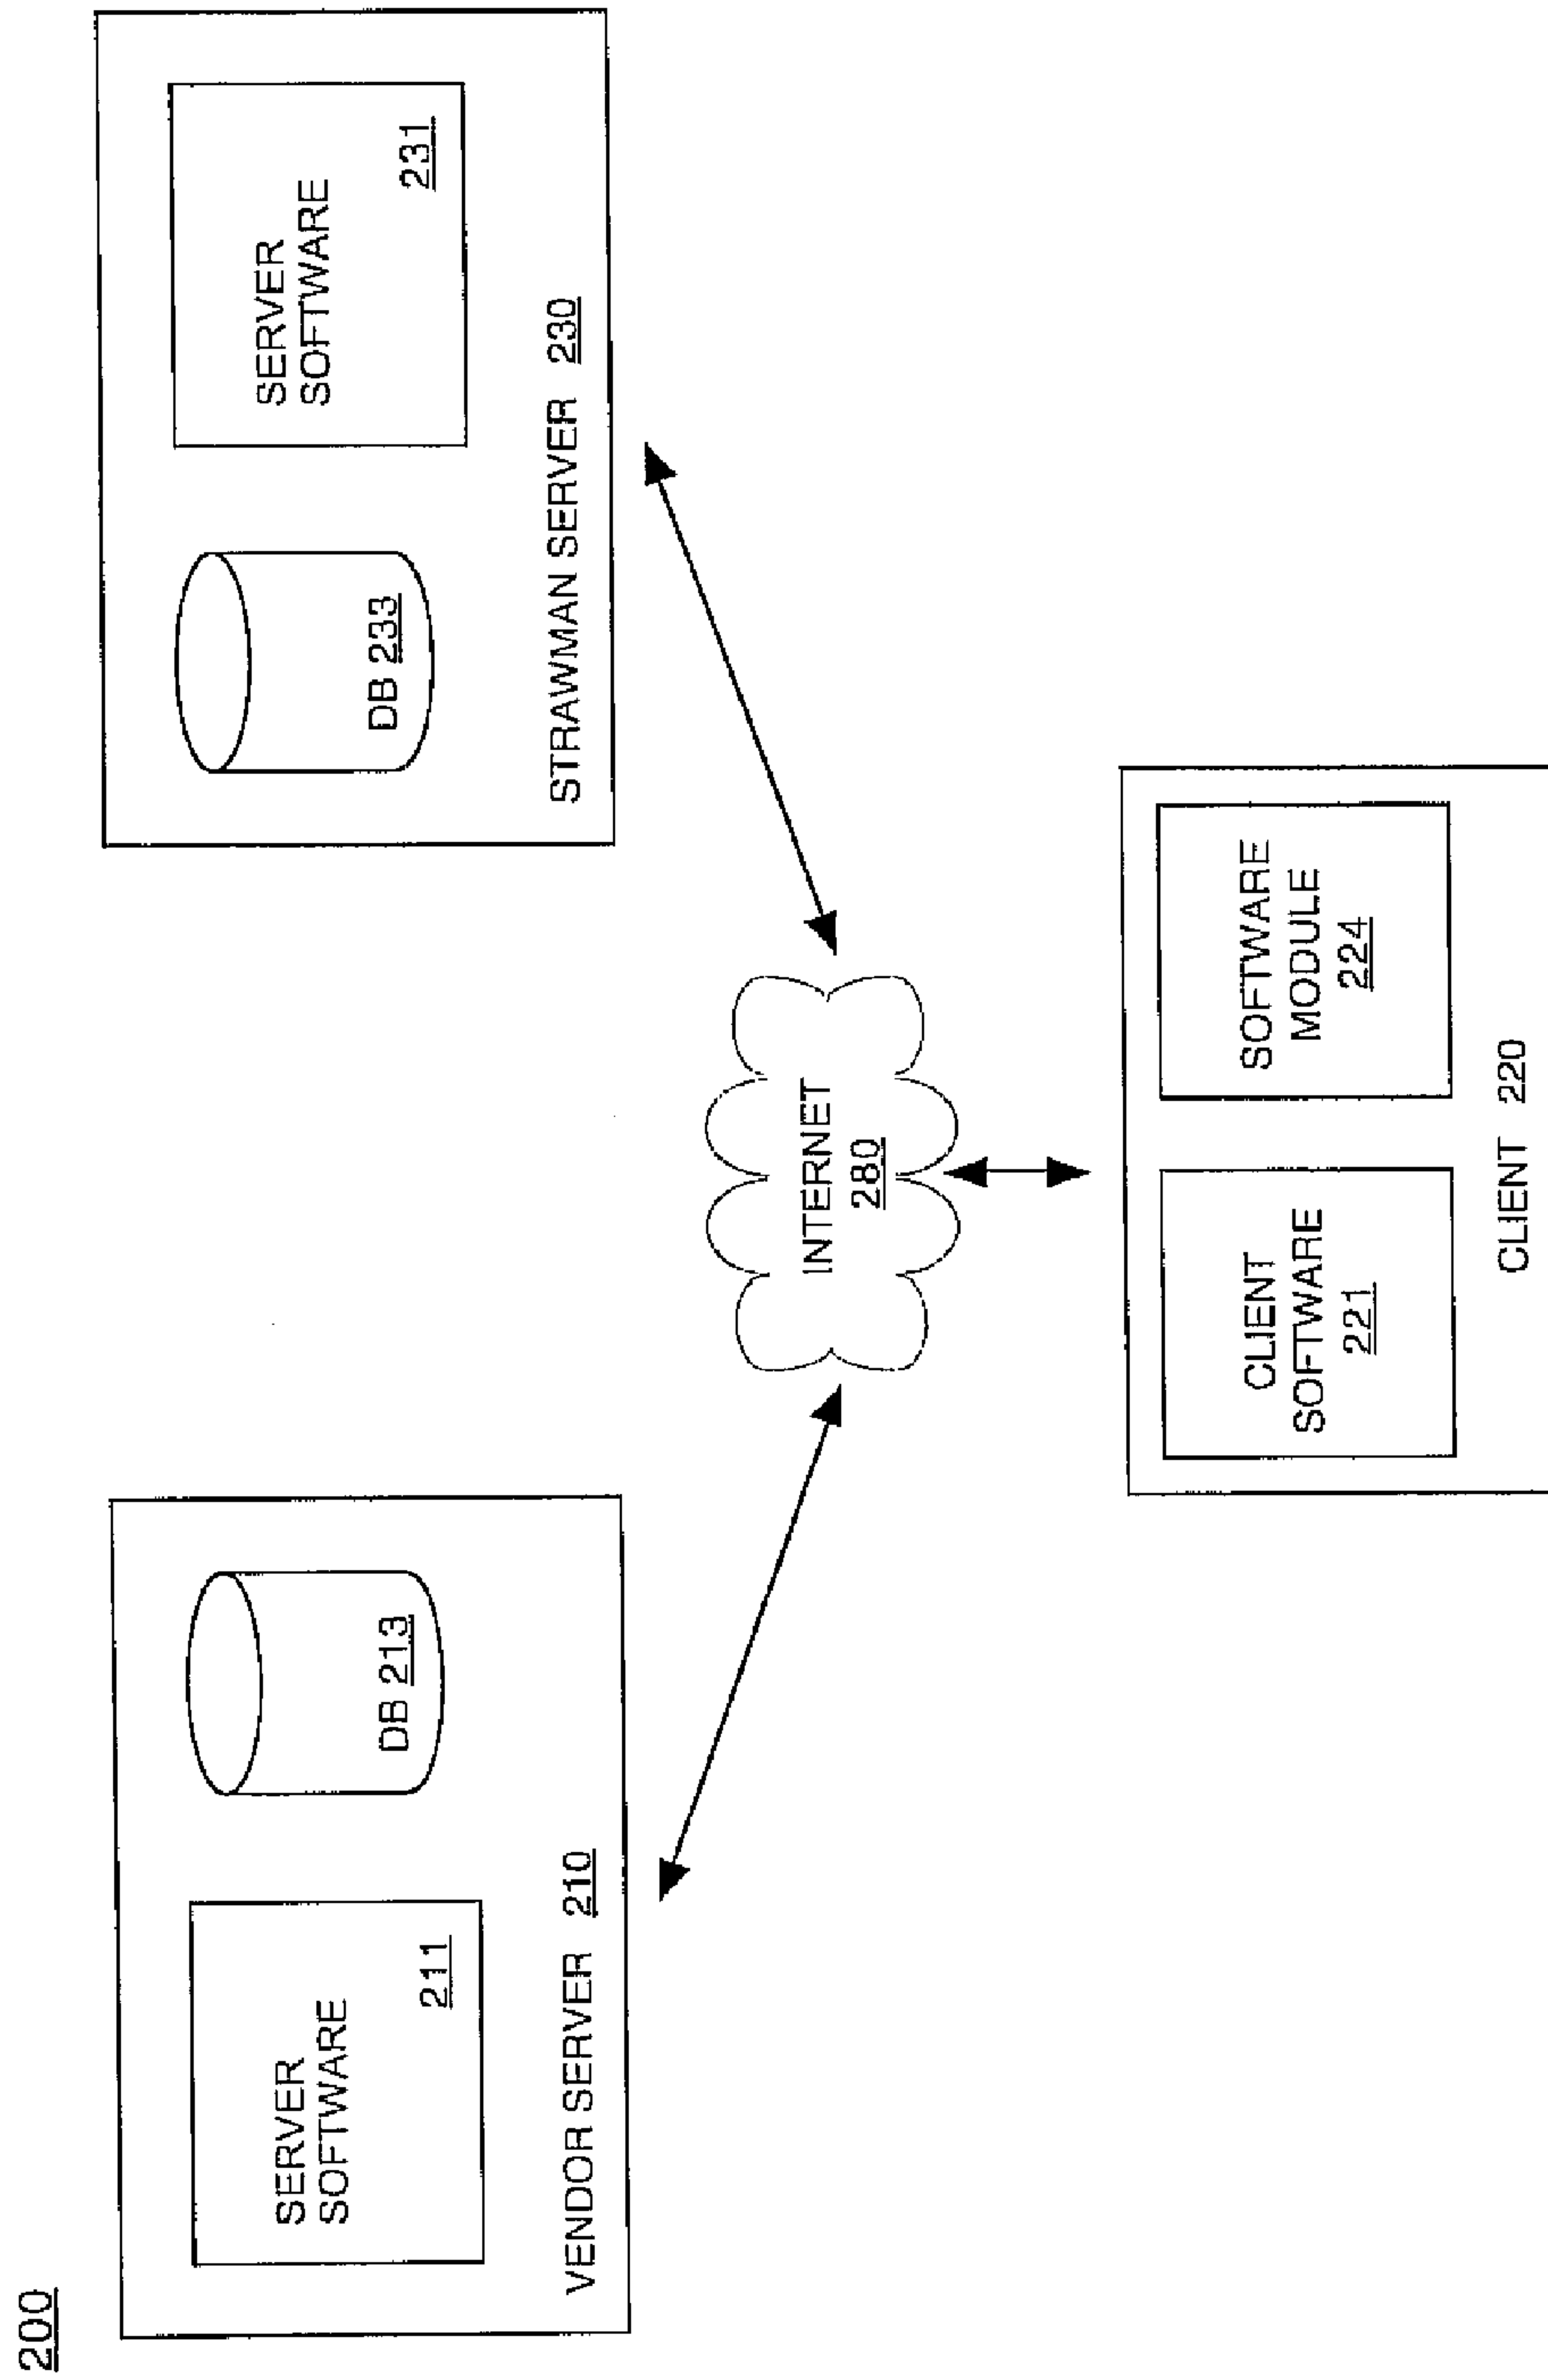 200
SERVER
SOFTWARE
211
DB 213
VENDOR SERVER 210
DB 233
SERVER
SOFTWARE
231
STRAWMAN SERVER 230
INTERNET
280
CLIENT
SOFTWARE
221
SOFTWARE
MODULE
224
CLIENT 220